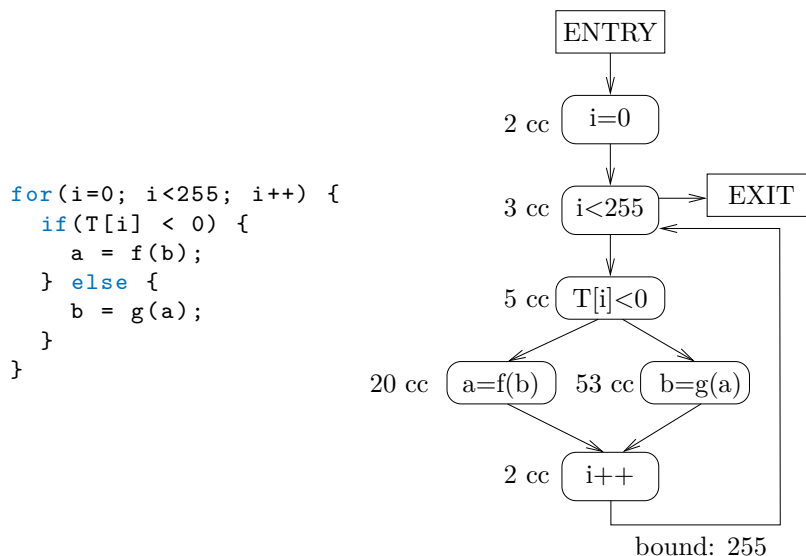 for(i=0; i<255; i++) {
if(T[i] < 0) {
a = f(b);
} else {
b = g(a);
}
}
ENTRY
2 cc i=0
3 cc i<255 EXIT
5 cc T[i]<0
20 cc a=f(b) 53 cc b=g(a)
2 cc i++
bound: 255